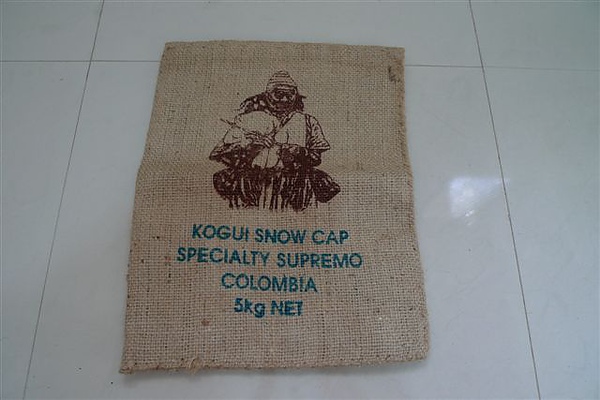 KOGUI SNOW CAP
SPECIALTY SUPREMO
COLOMBIA
5kg NET